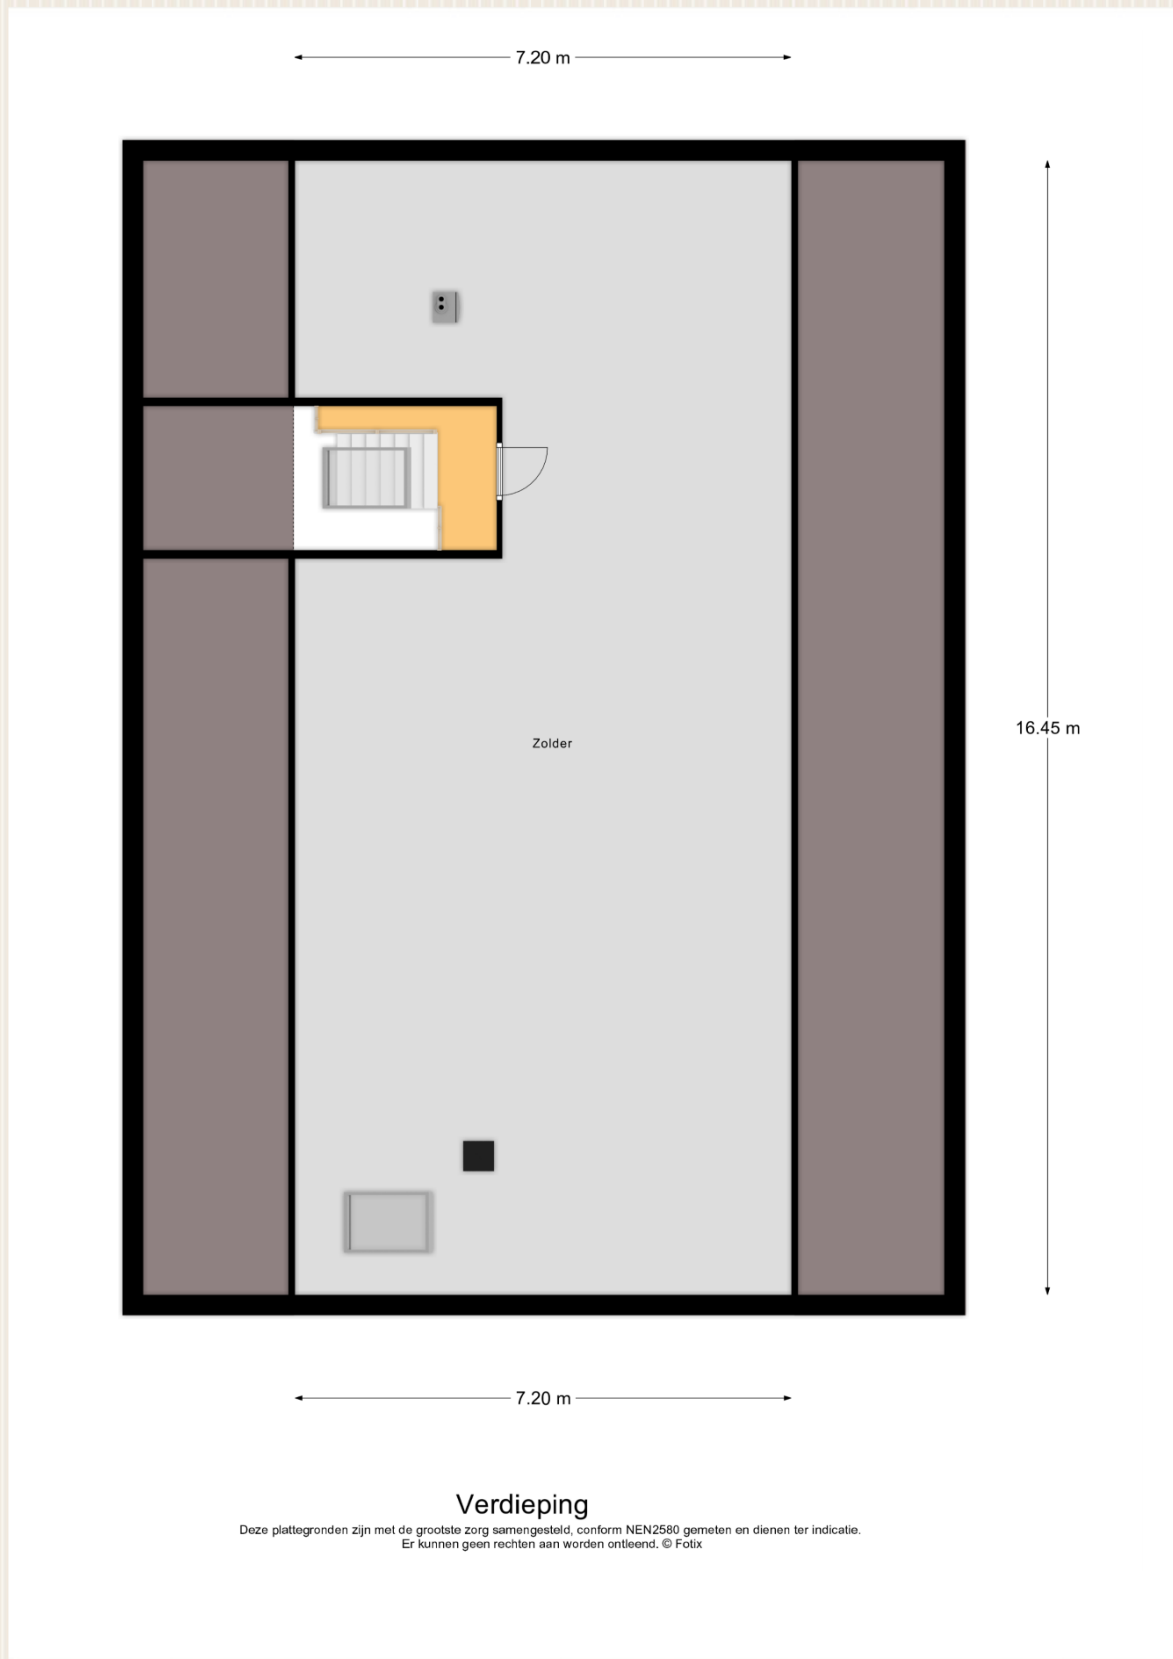 7.20 m
16.45 m
Zolder
7.20 m
Verdieping
Deze plattegronden zijn met de grootste zorg samengesteld, conform NEN2580 gemeten en dienen ter indicatie.
Er kunnen geen rechten aan worden ontleend. © Fotix